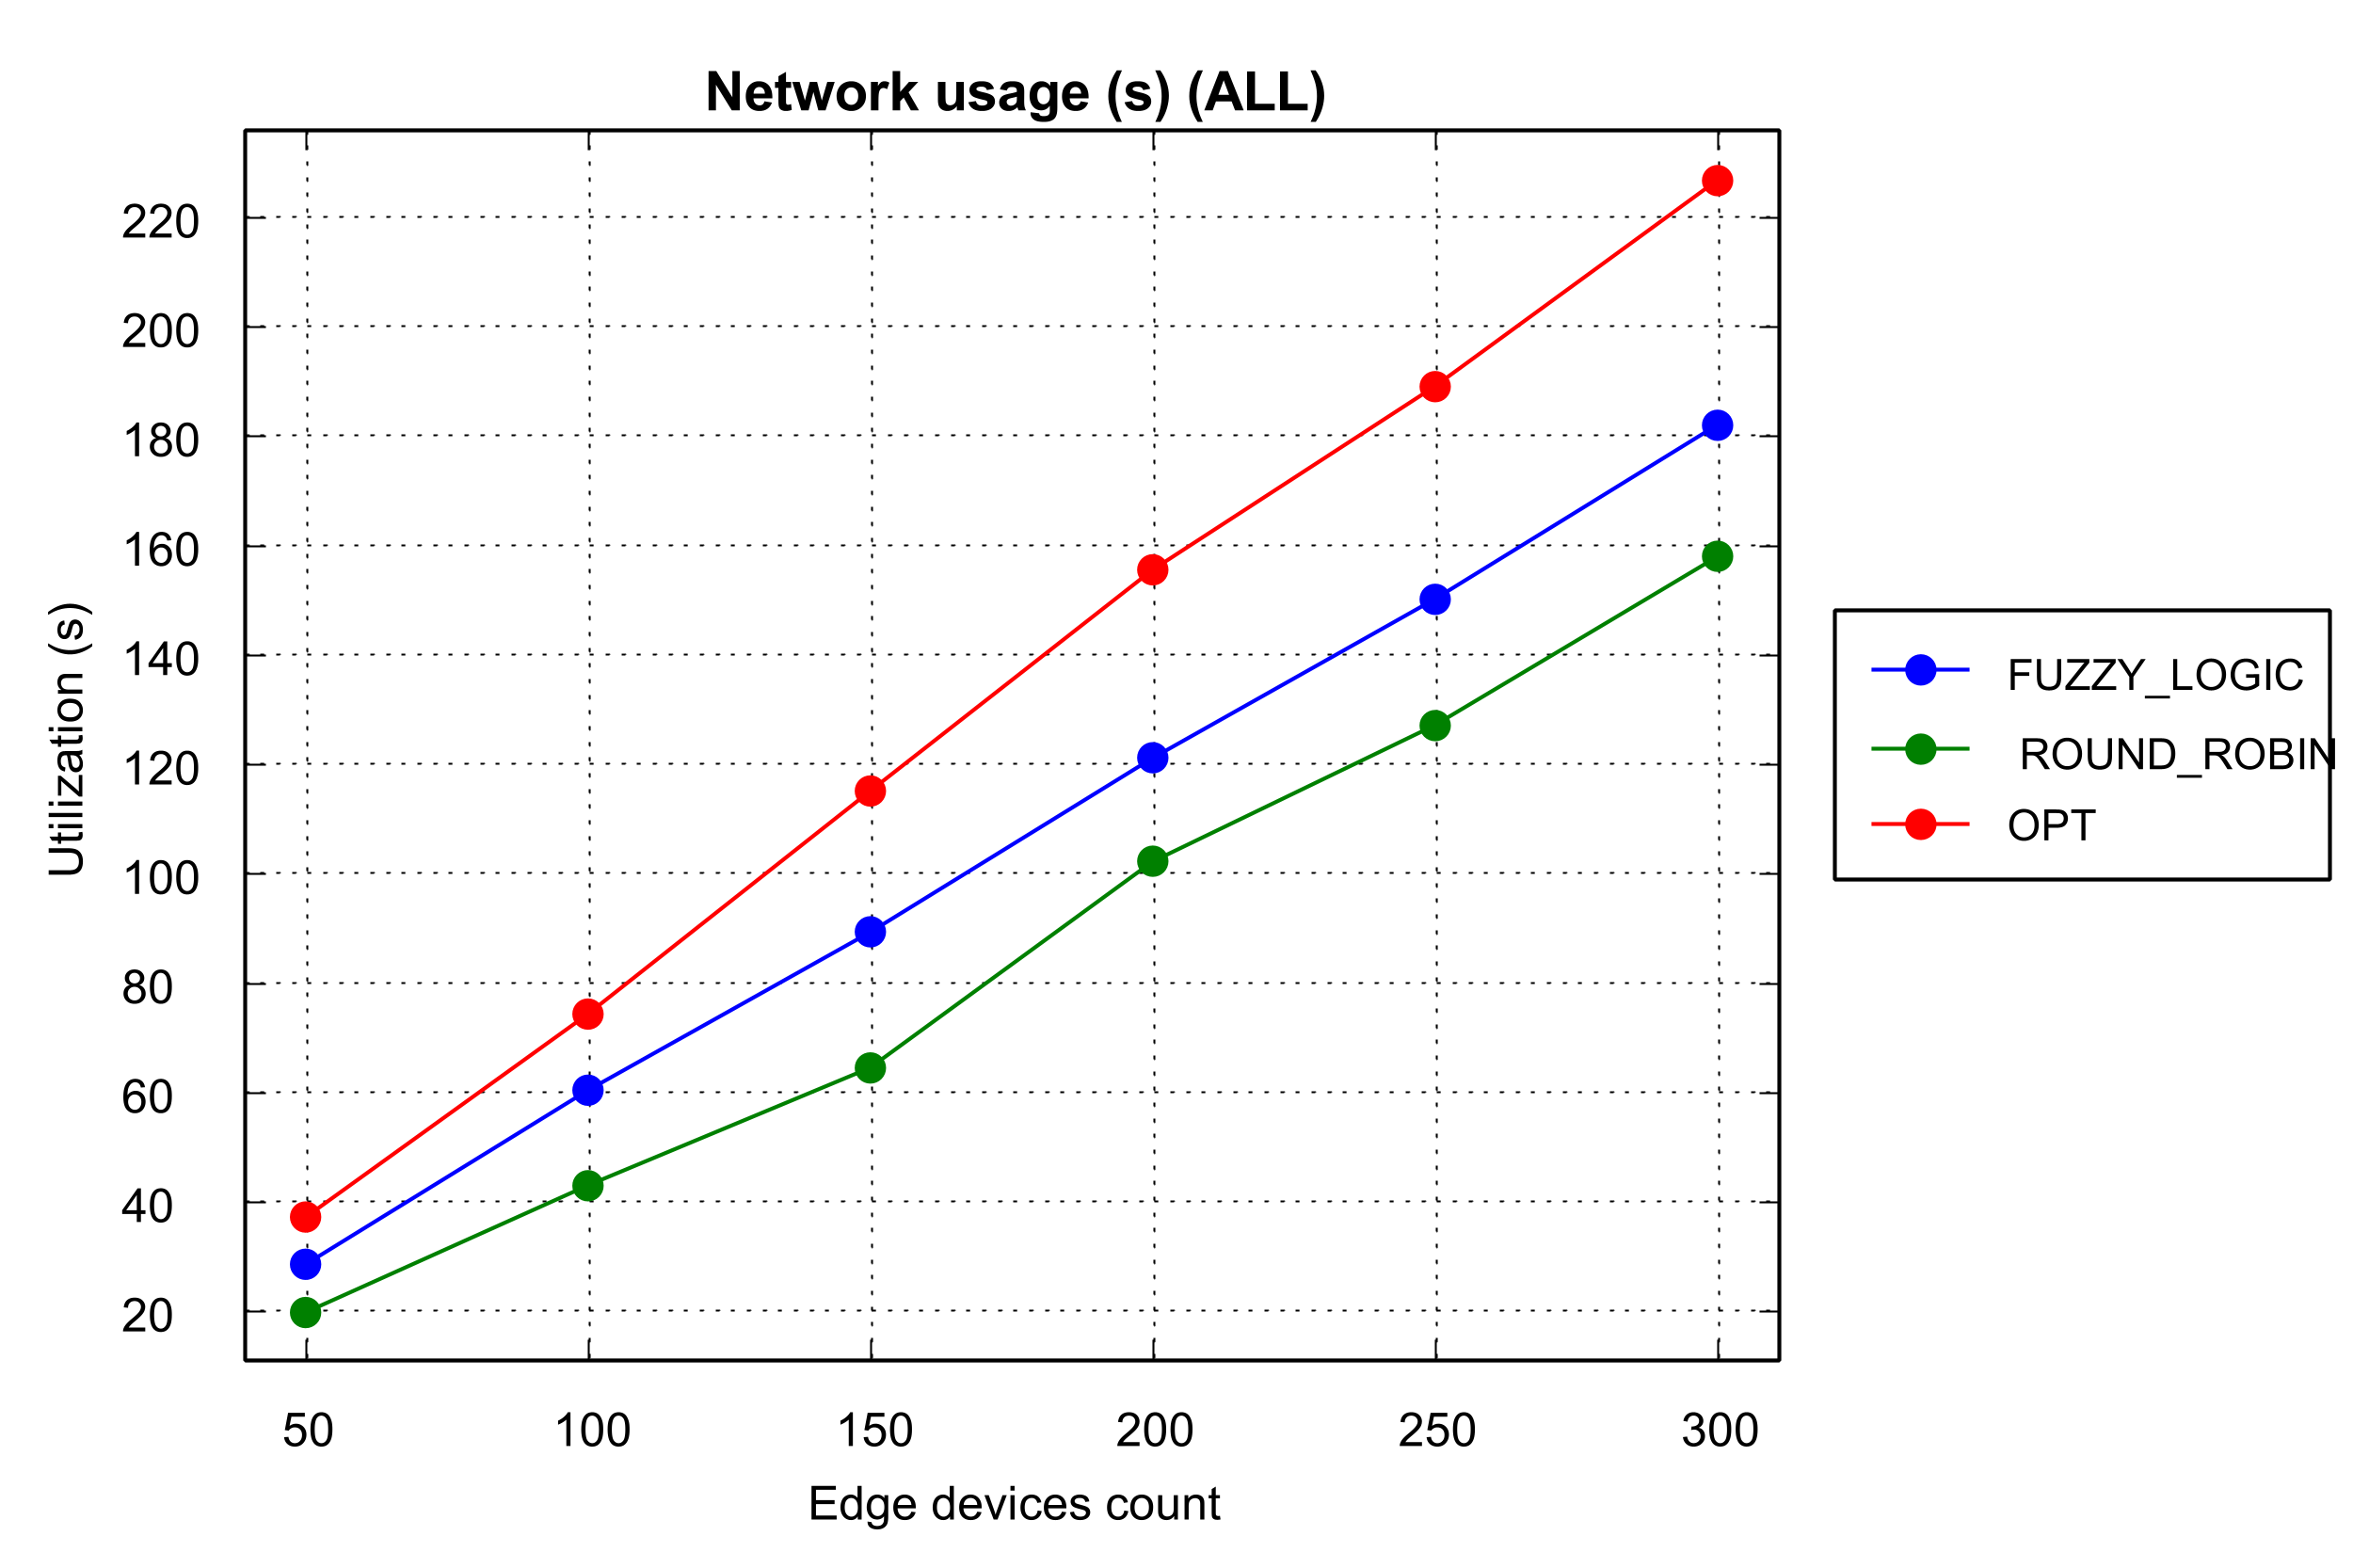 Network usage (s) (ALL)
220
200
180
160
140
120
100
80
60
40
20
Utilization (s)
50 100 150 200 250 300
Edge devices count
FUZZY_LOGIC
ROUND_ROBIN
OPT